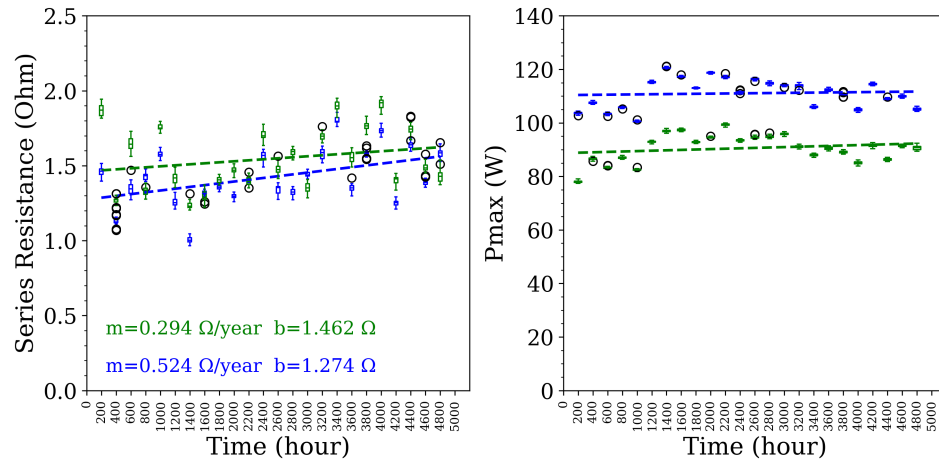 2.5
2.0
1.5
1.0
0.5
0.0
Series Resistance (Ohm)
m=0.294 Ω/year b=1.462 Ω
m=0.524 Ω/year b=1.274 Ω
0 200 400 600 800 1000 1200 1400 1600 1800 2000 2200 2400 2600 2800 3000 3200 3400 3600 3800 4000 4200 4400 4600 4800 5000
Time (hour)
140
120
100
80
60
40
20
0
Pmax (W)
0 200 400 600 800 1000 1200 1400 1600 1800 2000 2200 2400 2600 2800 3000 3200 3400 3600 3800 4000 4200 4400 4600 4800 5000
Time (hour)